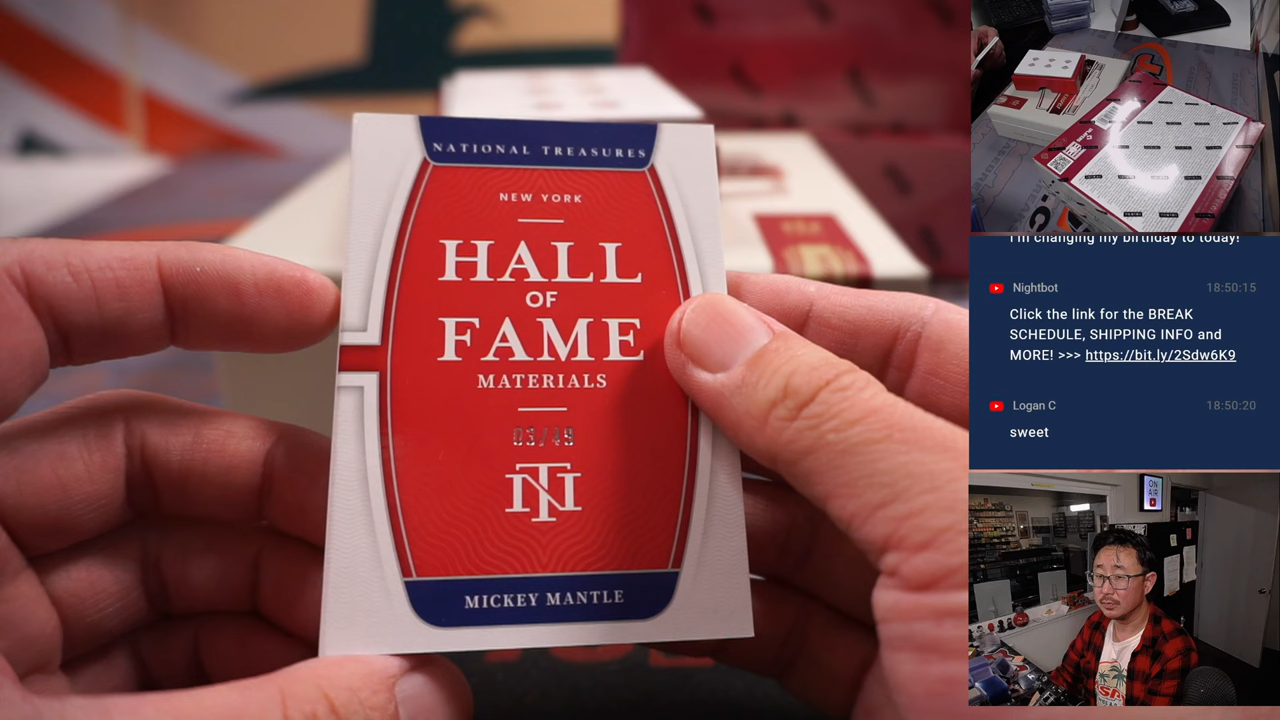 NATIONAL TREASURES
NEW YORK
HALL
OF
FAME
MATERIALS
03/49
NT
MICKEY MANTLE
I'm changing my birthday to today!
Nightbot 18:50:15
Click the link for the BREAK
SCHEDULE, SHIPPING INFO and
MORE! >>> https://bit.ly/2Sdw6K9
Logan C 18:50:20
sweet
ON
AIR